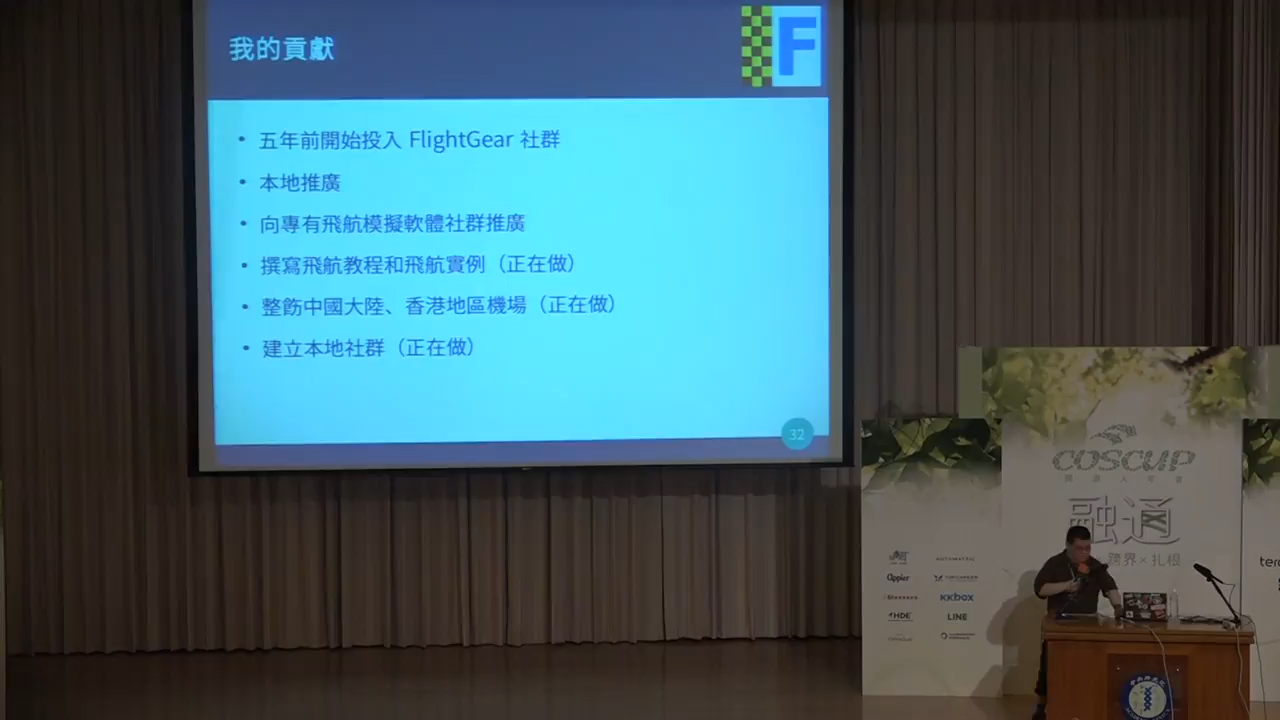 我的貢獻
F
• 五年前開始投入 FlightGear 社群
• 本地推廣
• 向專有飛航模擬軟體社群推廣
• 撰寫飛航教程和飛航實例（正在做）
• 整飭中國大陸、香港地區機場（正在做）
• 建立本地社群（正在做）
32
COSCUP
融通
跨界×扎根
AUTOMATTIC
Appier
KKBOX
HDE
LINE